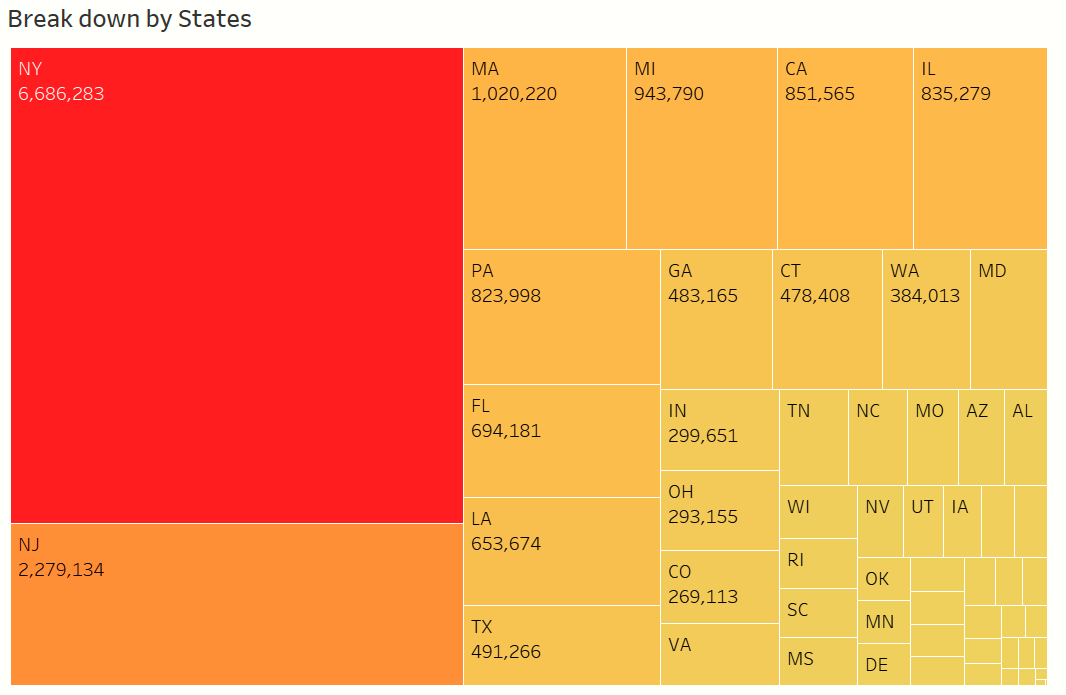 Break down by States
NY
6,686,283
NJ
2,279,134
MA
1,020,220
MI
943,790
CA
851,565
IL
835,279
PA
823,998
FL
694,181
LA
653,674
TX
491,266
GA
483,165
CT
478,408
WA
384,013
MD
IN
299,651
OH
293,155
CO
269,113
VA
TN
NC
MO
AZ
AL
WI
RI
SC
MS
NV
UT
IA
OK
MN
DE